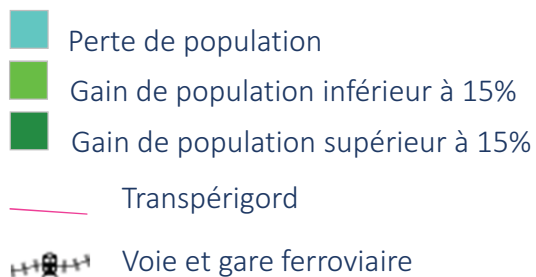 Perte de population
Gain de population inférieur à 15%
Gain de population supérieur à 15%
Transpérigord
Voie et gare ferroviaire